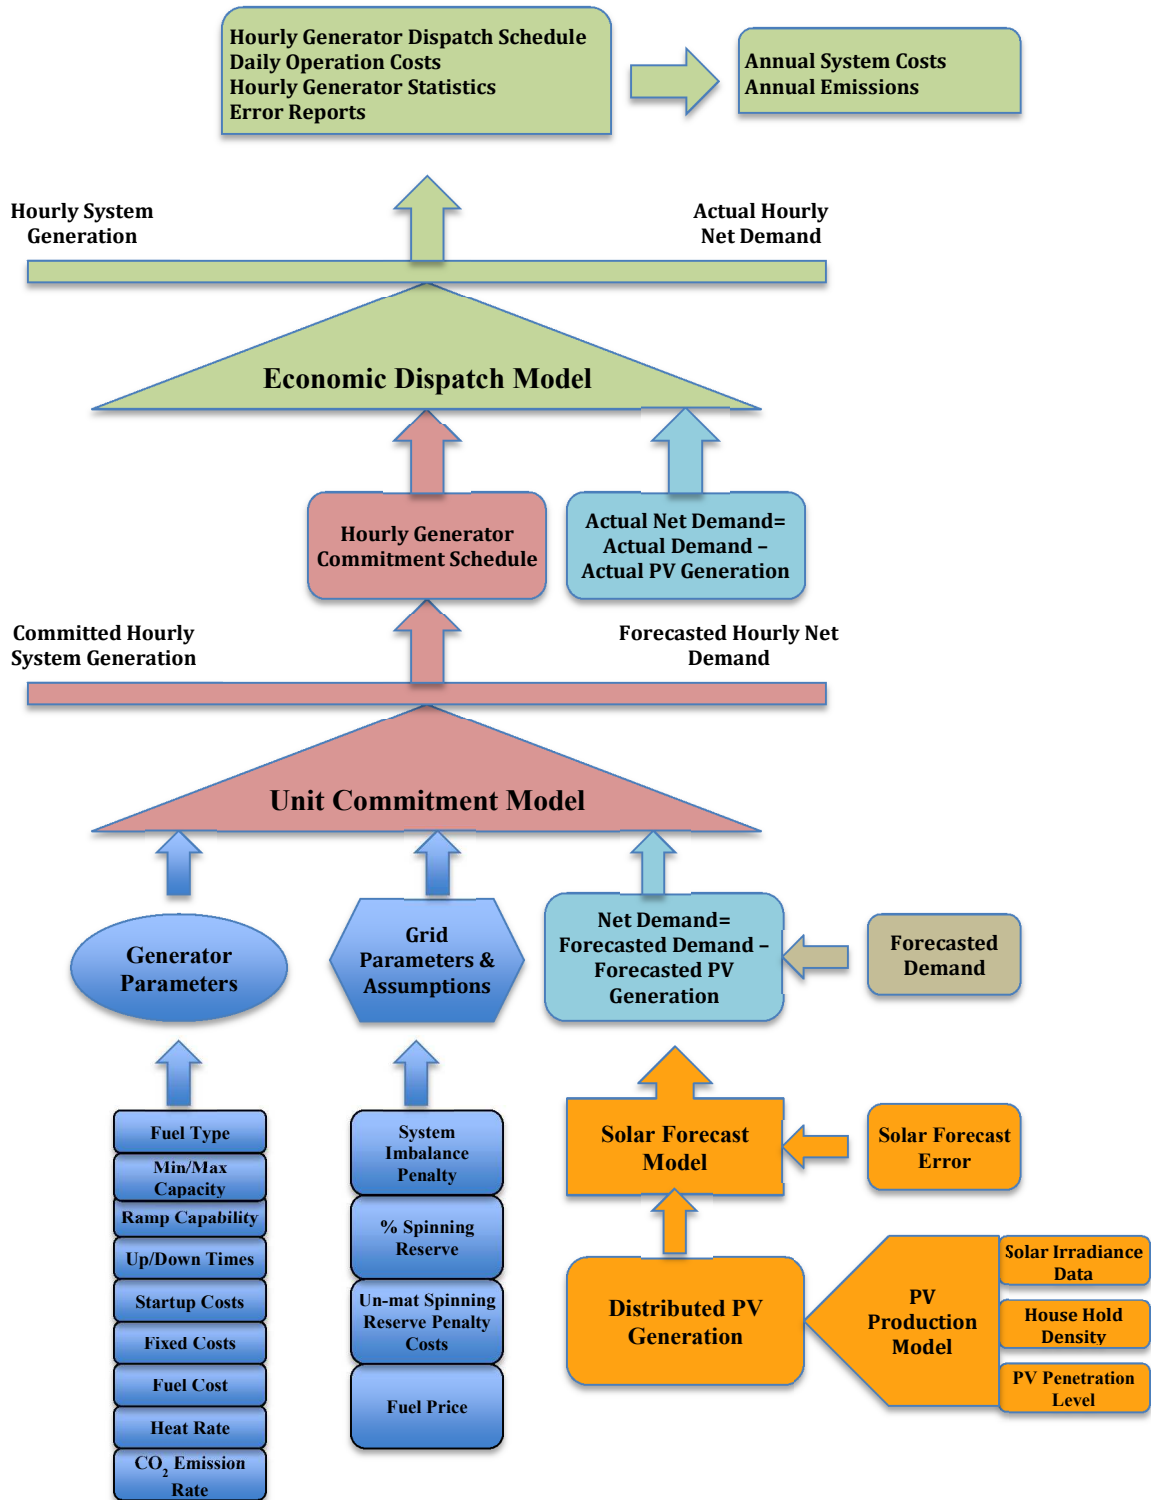 Hourly Generator Dispatch Schedule
Daily Operation Costs
Hourly Generator Statistics
Error Reports
Annual System Costs
Annual Emissions
Hourly System
Generation
Actual Hourly
Net Demand
Economic Dispatch Model
Hourly Generator
Commitment Schedule
Actual Net Demand=
Actual Demand –
Actual PV Generation
Committed Hourly
System Generation
Forecasted Hourly Net
Demand
Unit Commitment Model
Generator
Parameters
Grid
Parameters &
Assumptions
Net Demand=
Forecasted Demand –
Forecasted PV
Generation
Forecasted
Demand
Fuel Type
Min/Max
Capacity
Ramp Capability
Up/Down Times
Startup Costs
Fixed Costs
Fuel Cost
Heat Rate
CO2 Emission
Rate
System
Imbalance
Penalty
% Spinning
Reserve
Un-mat Spinning
Reserve Penalty
Costs
Fuel Price
Solar Forecast
Model
Solar Forecast
Error
Distributed PV
Generation
PV
Production
Model
Solar Irradiance
Data
House Hold
Density
PV Penetration
Level